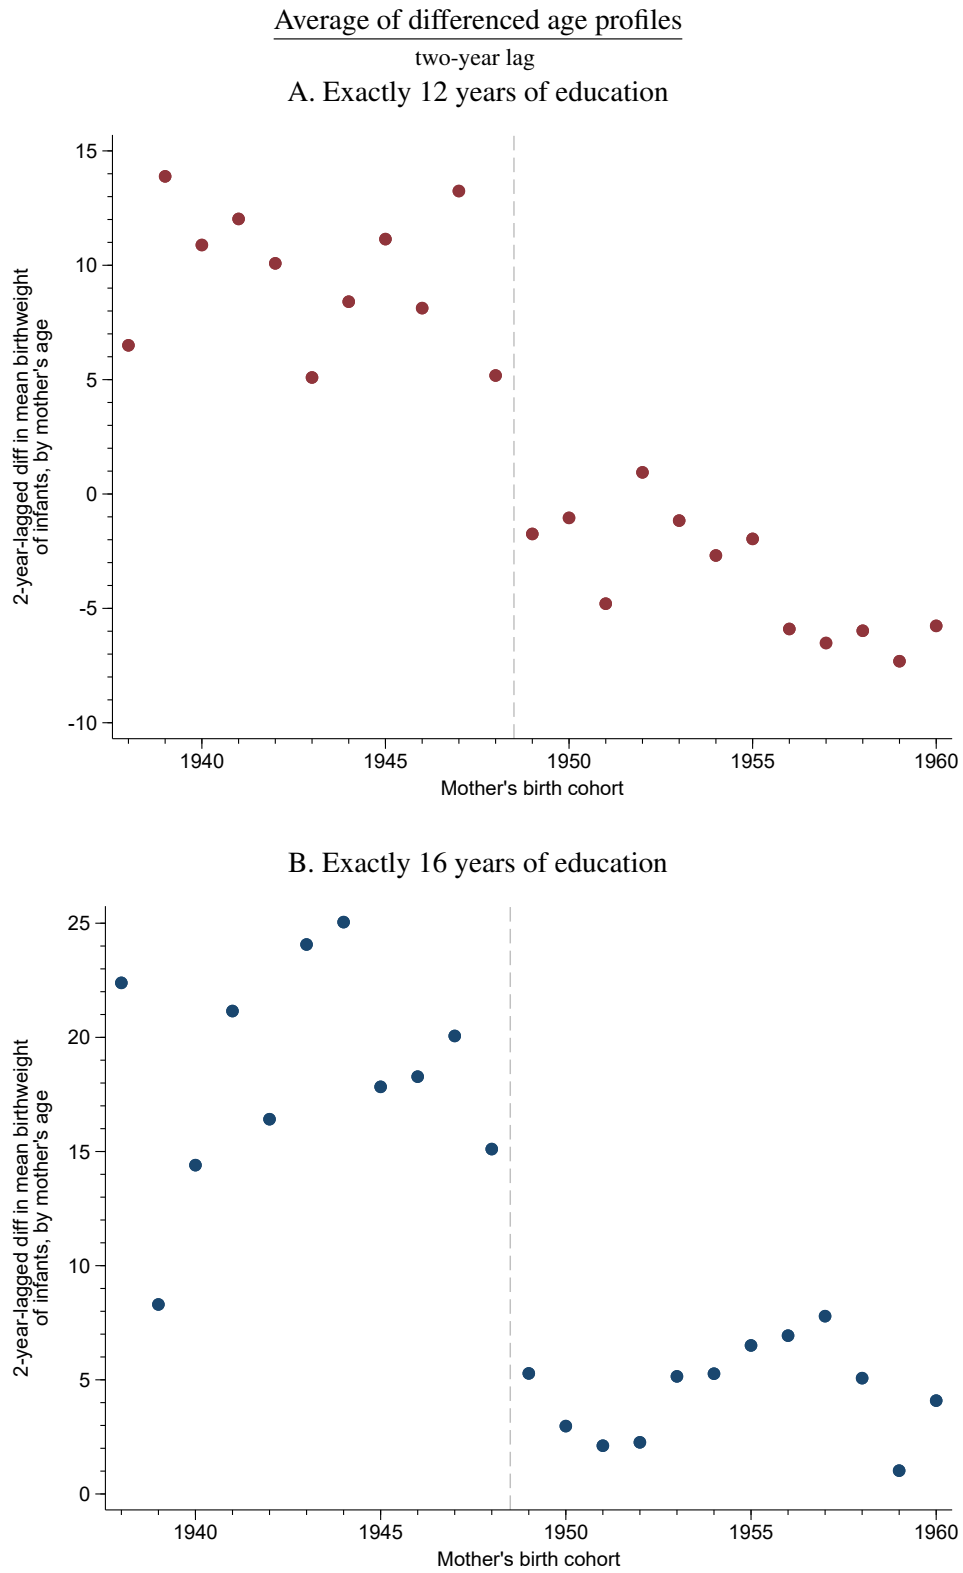 Average of differenced age profiles
two-year lag
A. Exactly 12 years of education
15
10
5
0
-5
-10
2-year-lagged diff in mean birthweight
of infants, by mother's age
1940 1945 1950 1955 1960
Mother's birth cohort
B. Exactly 16 years of education
25
20
15
10
5
0
2-year-lagged diff in mean birthweight
of infants, by mother's age
1940 1945 1950 1955 1960
Mother's birth cohort